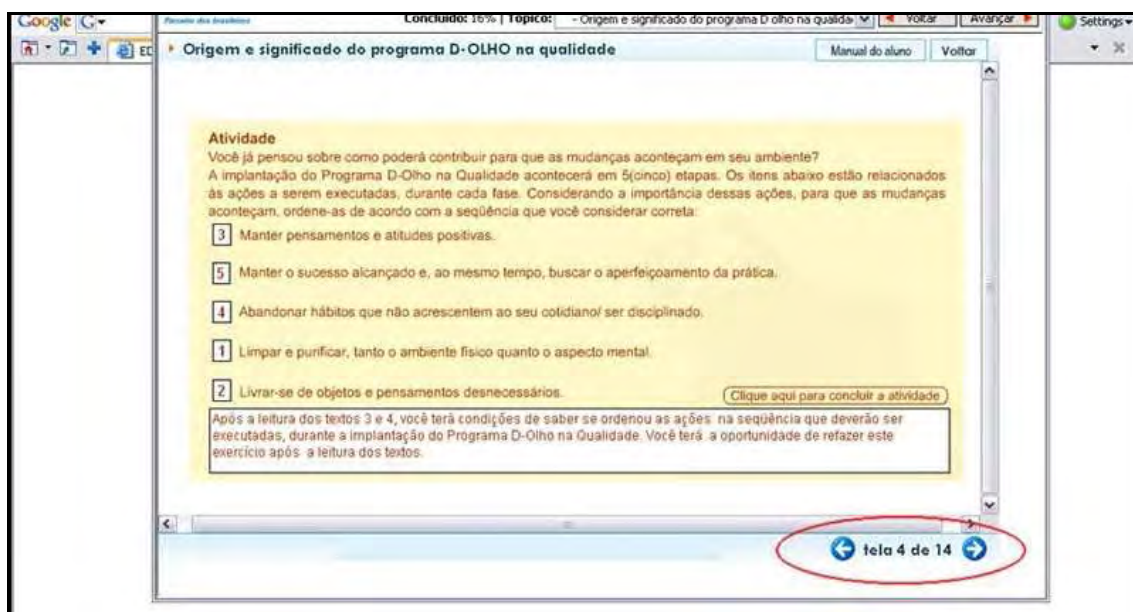 Google
Settings
Parceiro dos brasileiros
Concluído: 16% | Tópico: - Origem e significado do programa D olho na qualida
Voltar
Avançar
Origem e significado do programa D-OLHO na qualidade
Manual do aluno
Voltar
Atividade
Você já pensou sobre como poderá contribuir para que as mudanças aconteçam em seu ambiente?
A implantação do Programa D-Olho na Qualidade acontecerá em 5(cinco) etapas. Os itens abaixo estão relacionados
às ações a serem executadas, durante cada fase. Considerando a importância dessas ações, para que as mudanças
aconteçam, ordene-as de acordo com a seqüência que você considerar correta:
3 Manter pensamentos e atitudes positivas.
5 Manter o sucesso alcançado e, ao mesmo tempo, buscar o aperfeiçoamento da prática.
4 Abandonar hábitos que não acrescentem ao seu cotidiano/ ser disciplinado.
1 Limpar e purificar, tanto o ambiente físico quanto o aspecto mental.
2 Livrar-se de objetos e pensamentos desnecessários.
Clique aqui para concluir a atividade
Após a leitura dos textos 3 e 4, você terá condições de saber se ordenou as ações na seqüência que deverão ser
executadas, durante a implantação do Programa D-Olho na Qualidade. Você terá a oportunidade de refazer este
exercício após a leitura dos textos.
tela 4 de 14